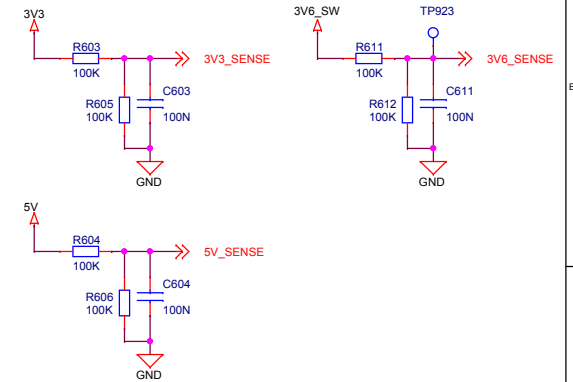 3V3
R603
100K
3V3_SENSE
R605
100K
C603
100N
GND
3V6_SW
TP923
R611
100K
3V6_SENSE
R612
100K
C611
100N
GND
5V
R604
100K
5V_SENSE
R606
100K
C604
100N
GND